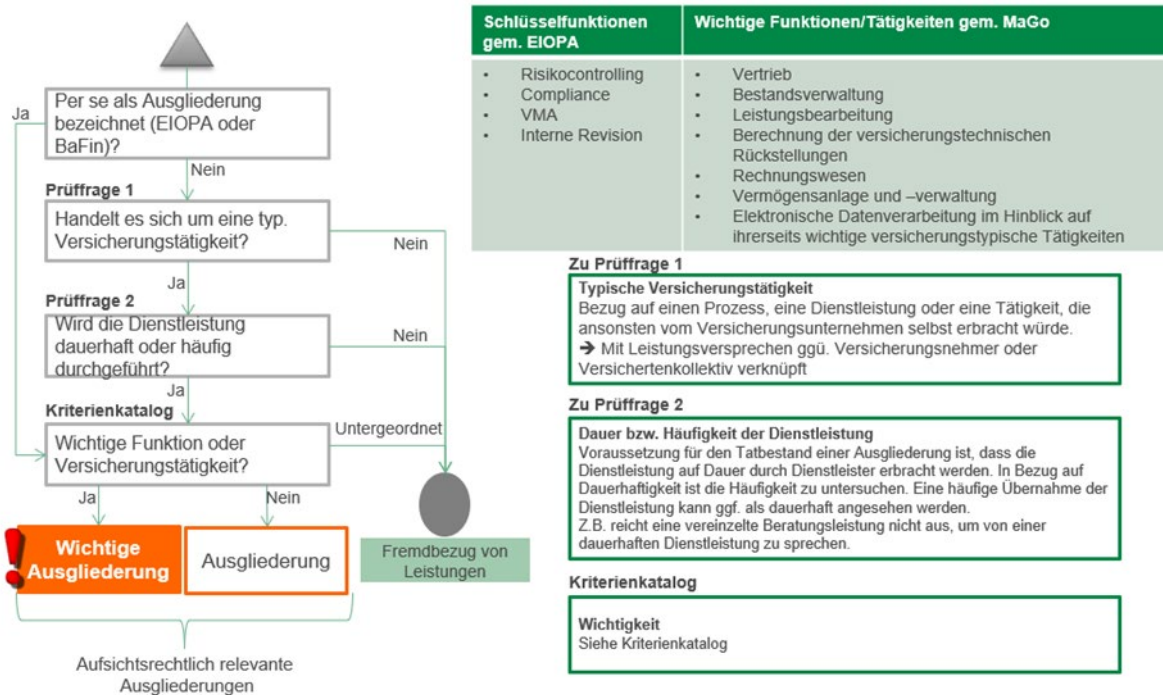 Ja
Per se als Ausgliederung
bezeichnet (EIOPA oder
BaFin)?
Nein
Prüffrage 1
Handelt es sich um eine typ.
Versicherungstätigkeit?
Nein
Ja
Prüffrage 2
Wird die Dienstleistung
dauerhaft oder häufig
durchgeführt?
Nein
Ja
Kriterienkatalog
Wichtige Funktion oder
Versicherungstätigkeit?
Untergeordnet
Ja
Nein
Wichtige
Ausgliederung
Ausgliederung
Fremdbezug von
Leistungen
Aufsichtsrechtlich relevante
Ausgliederungen
Schlüsselfunktionen
gem. EIOPA
• Risikocontrolling
• Compliance
• VMA
• Interne Revision
Wichtige Funktionen/Tätigkeiten gem. MaGo
• Vertrieb
• Bestandsverwaltung
• Leistungsbearbeitung
• Berechnung der versicherungstechnischen
Rückstellungen
• Rechnungswesen
• Vermögensanlage und –verwaltung
• Elektronische Datenverarbeitung im Hinblick auf
ihrerseits wichtige versicherungstypische Tätigkeiten
Zu Prüffrage 1
Typische Versicherungstätigkeit
Bezug auf einen Prozess, eine Dienstleistung oder eine Tätigkeit, die
ansonsten vom Versicherungsunternehmen selbst erbracht würde.
➔ Mit Leistungsversprechen ggü. Versicherungsnehmer oder
Versichertenkollektiv verknüpft
Zu Prüffrage 2
Dauer bzw. Häufigkeit der Dienstleistung
Voraussetzung für den Tatbestand einer Ausgliederung ist, dass die
Dienstleistung auf Dauer durch Dienstleister erbracht werden. In Bezug auf
Dauerhaftigkeit ist die Häufigkeit zu untersuchen. Eine häufige Übernahme der
Dienstleistung kann ggf. als dauerhaft angesehen werden.
Z.B. reicht eine vereinzelte Beratungsleistung nicht aus, um von einer
dauerhaften Dienstleistung zu sprechen.
Kriterienkatalog
Wichtigkeit
Siehe Kriterienkatalog